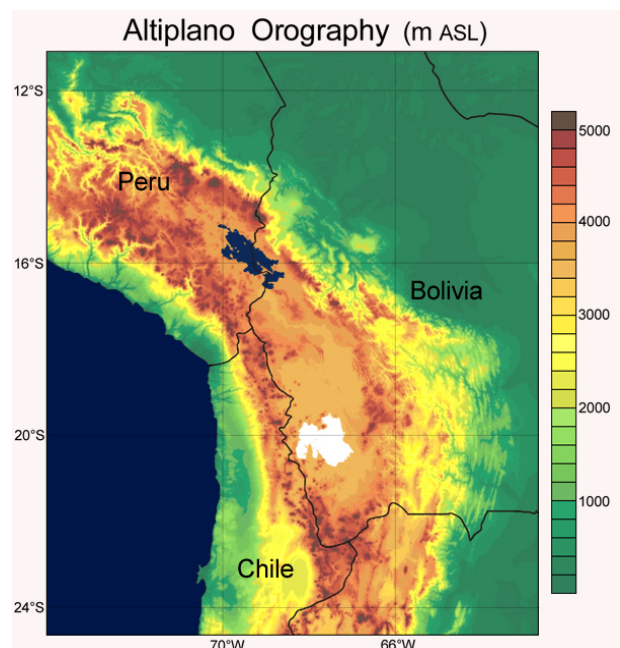 Altiplano Orography (m ASL)
12°S
5000
Peru
4000
16°S
Bolivia
3000
2000
20°S
1000
Chile
24°S
70°W
66°W